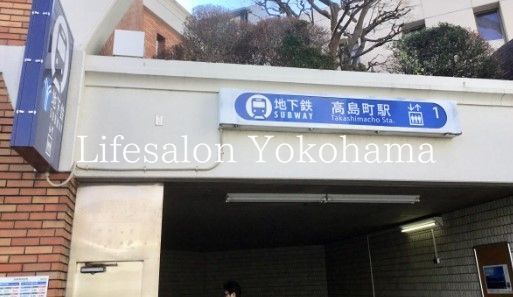 地下鉄 高島町駅 1
SUBWAY Takashimacho Sta.
Lifesalon Yokohama